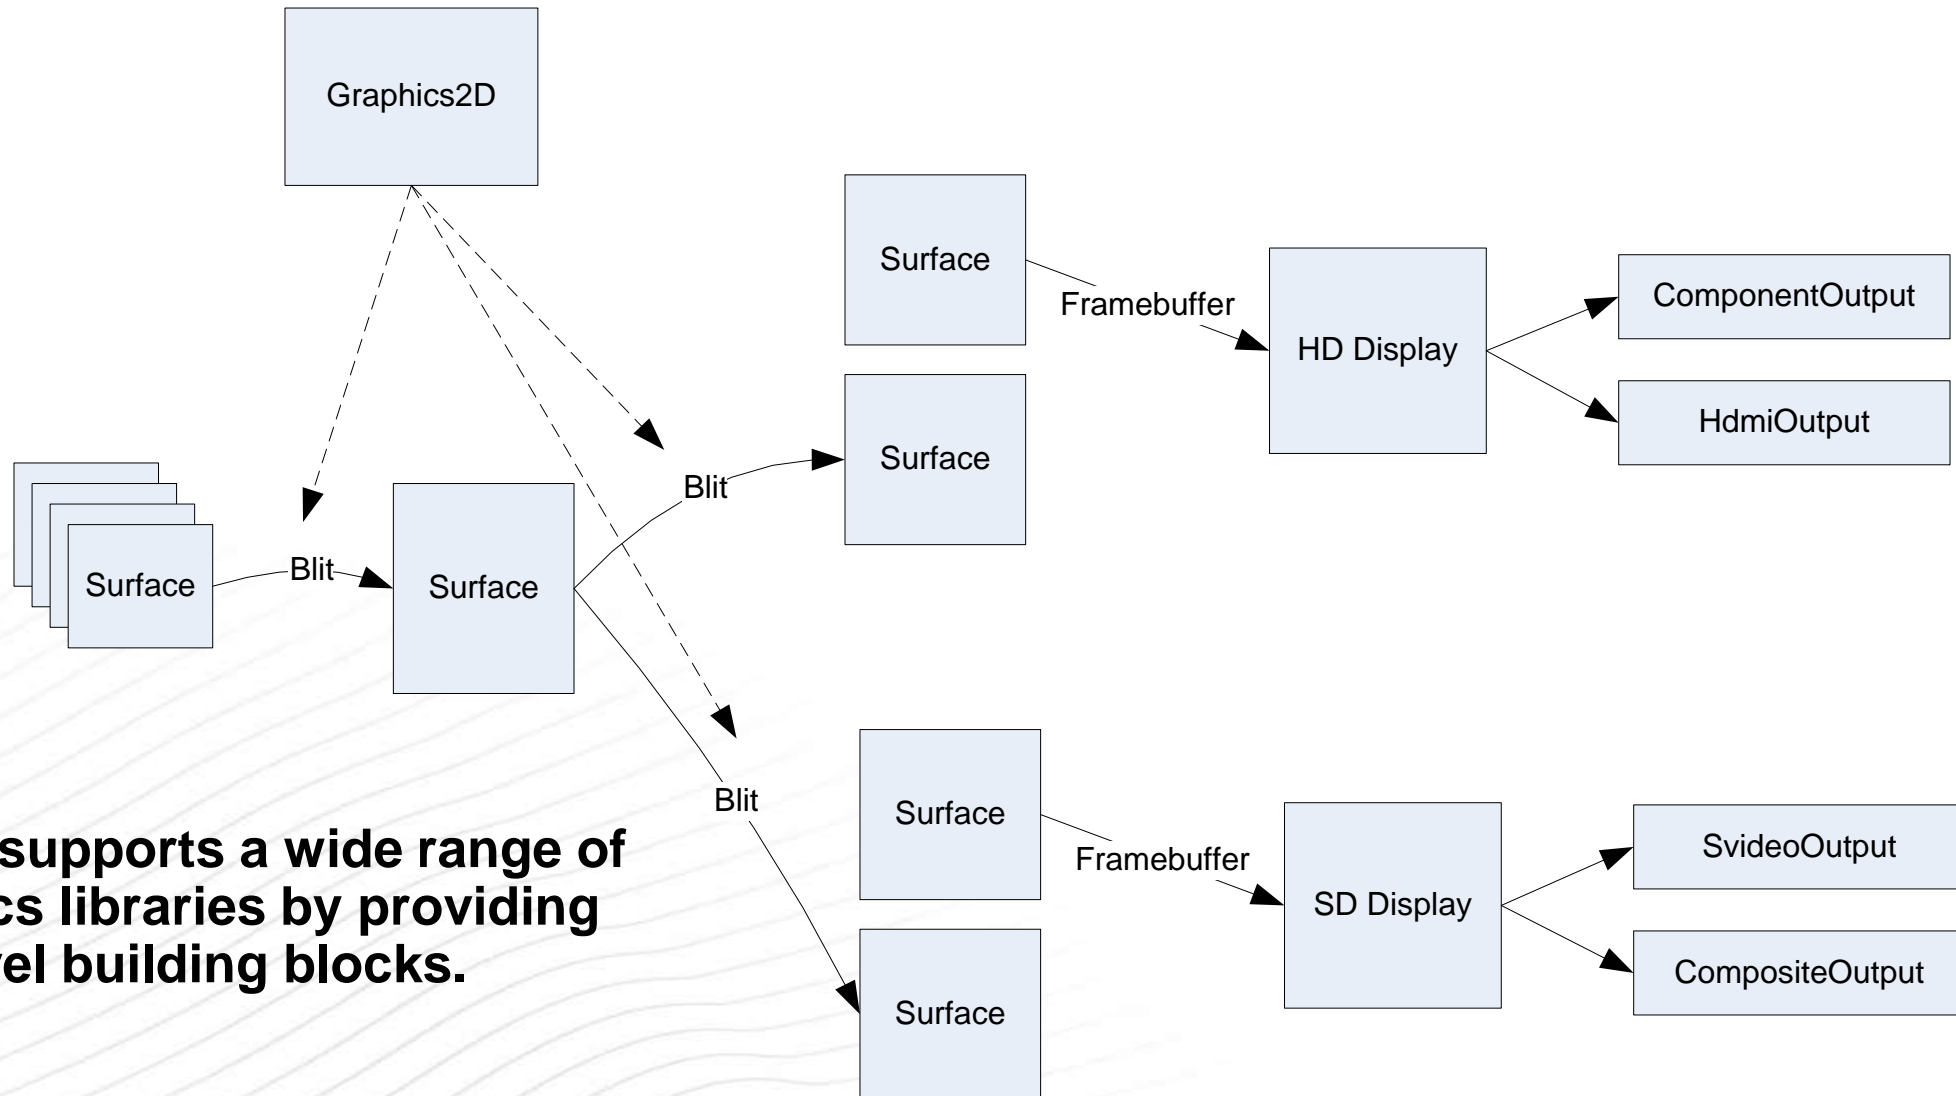 Graphics2D
Surface
Framebuffer
HD Display
ComponentOutput
HdmiOutput
Surface
Blit
Surface
Blit
Surface
Blit
Surface
Framebuffer
SD Display
SvideoOutput
CompositeOutput
Surface
supports a wide range of
cs libraries by providing
vel building blocks.